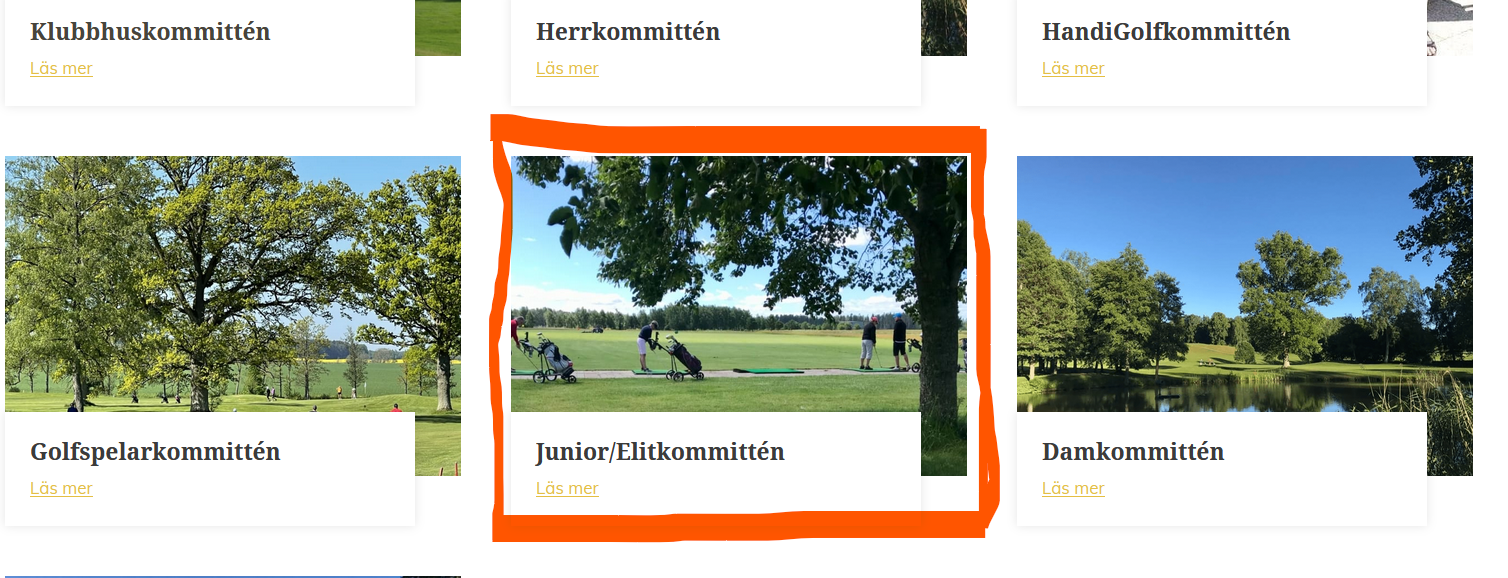 Klubbhuskommittén
Läs mer
Herrkommittén
Läs mer
HandiGolfkommittén
Läs mer
Golfspelarkommittén
Läs mer
Junior/Elitkommittén
Läs mer
Damkommittén
Läs mer